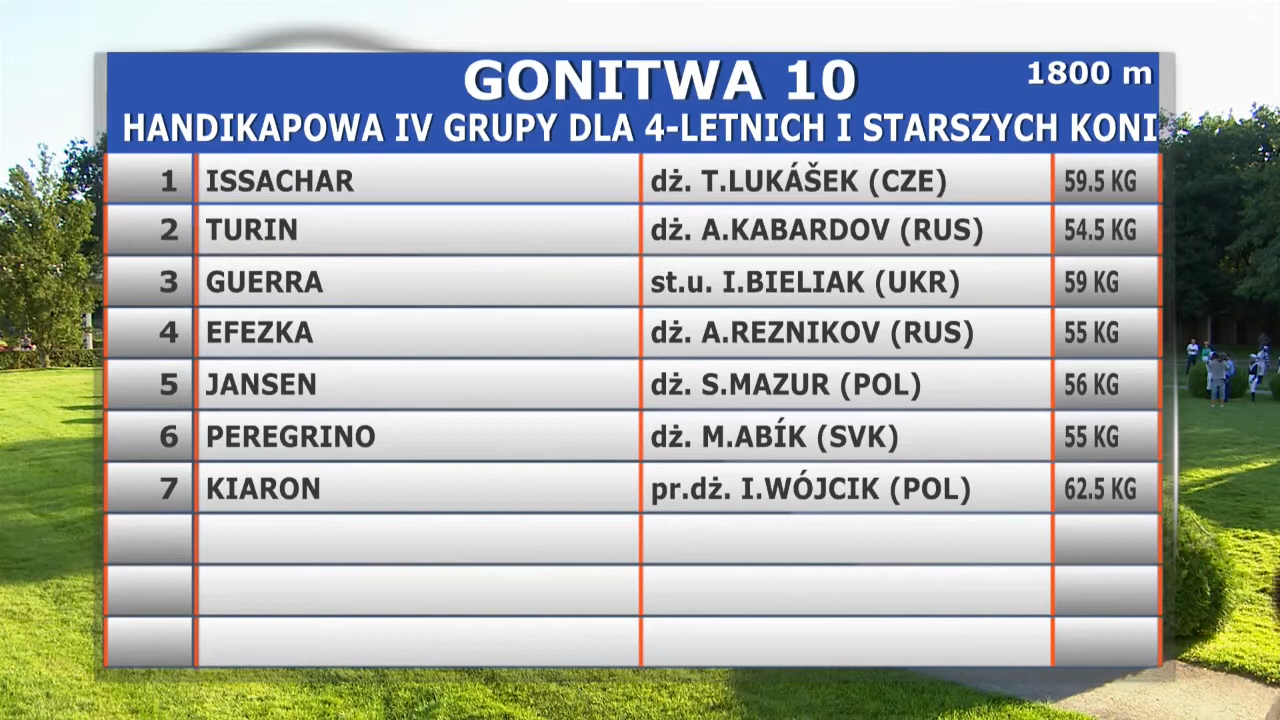 GONITWA 10
1800 m
HANDIKAPOWA IV GRUPY DLA 4-LETNICH I STARSZYCH KONI
1 ISSACHAR dż. T.LUKÁŠEK (CZE) 59.5 KG
2 TURIN dż. A.KABARDOV (RUS) 54.5 KG
3 GUERRA st.u. I.BIELIAK (UKR) 59 KG
4 EFEZKA dż. A.REZNIKOV (RUS) 55 KG
5 JANSEN dż. S.MAZUR (POL) 56 KG
6 PEREGRINO dż. M.ABÍK (SVK) 55 KG
7 KIARON pr.dż. I.WÓJCIK (POL) 62.5 KG